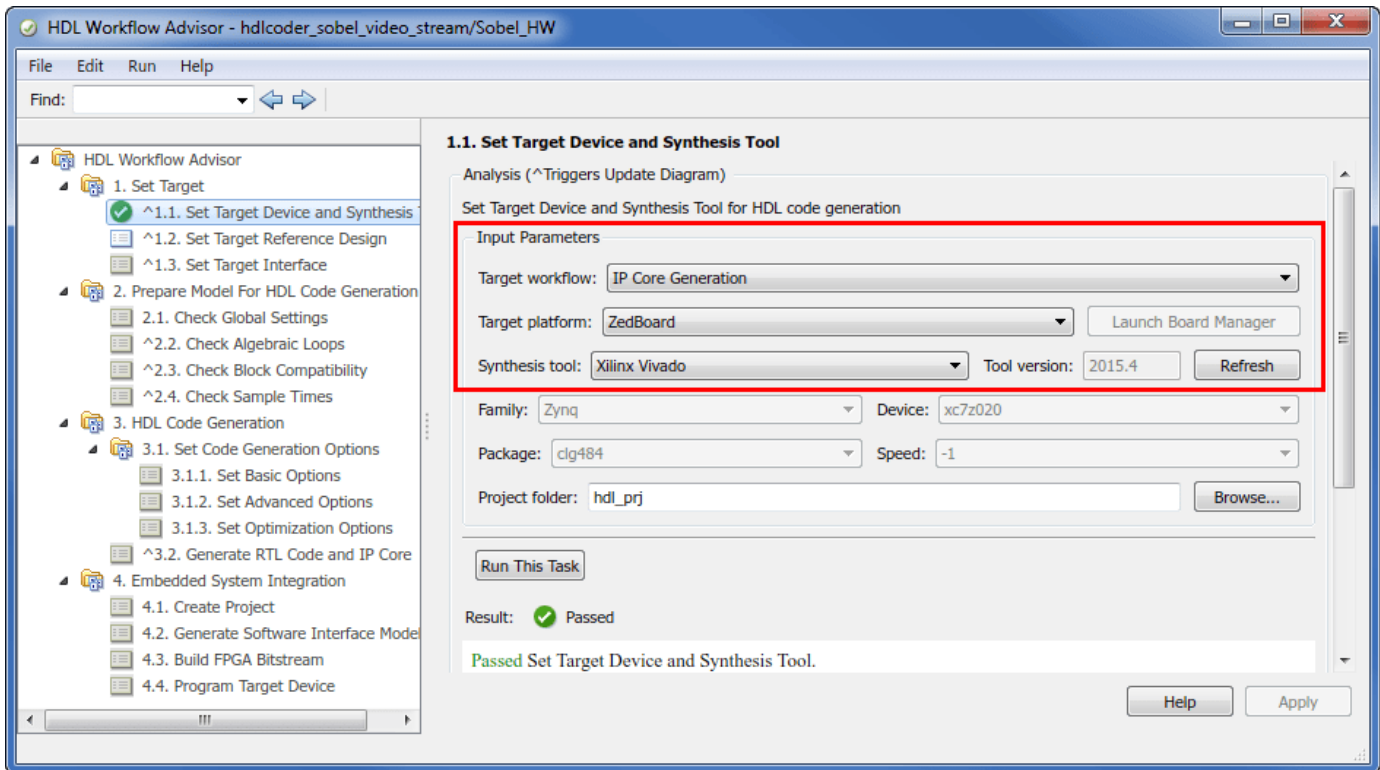 HDL Workflow Advisor - hdlcoder_sobel_video_stream/Sobel_HW
File Edit Run Help
Find:
HDL Workflow Advisor
1. Set Target
^1.1. Set Target Device and Synthesis
^1.2. Set Target Reference Design
^1.3. Set Target Interface
2. Prepare Model For HDL Code Generation
2.1. Check Global Settings
^2.2. Check Algebraic Loops
^2.3. Check Block Compatibility
^2.4. Check Sample Times
3. HDL Code Generation
3.1. Set Code Generation Options
3.1.1. Set Basic Options
3.1.2. Set Advanced Options
3.1.3. Set Optimization Options
^3.2. Generate RTL Code and IP Core
4. Embedded System Integration
4.1. Create Project
4.2. Generate Software Interface Model
4.3. Build FPGA Bitstream
4.4. Program Target Device
1.1. Set Target Device and Synthesis Tool
Analysis (^Triggers Update Diagram)
Set Target Device and Synthesis Tool for HDL code generation
Input Parameters
Target workflow: IP Core Generation
Target platform: ZedBoard Launch Board Manager
Synthesis tool: Xilinx Vivado Tool version: 2015.4 Refresh
Family: Zynq Device: xc7z020
Package: clg484 Speed: -1
Project folder: hdl_prj Browse...
Run This Task
Result: Passed
Passed Set Target Device and Synthesis Tool.
Help Apply